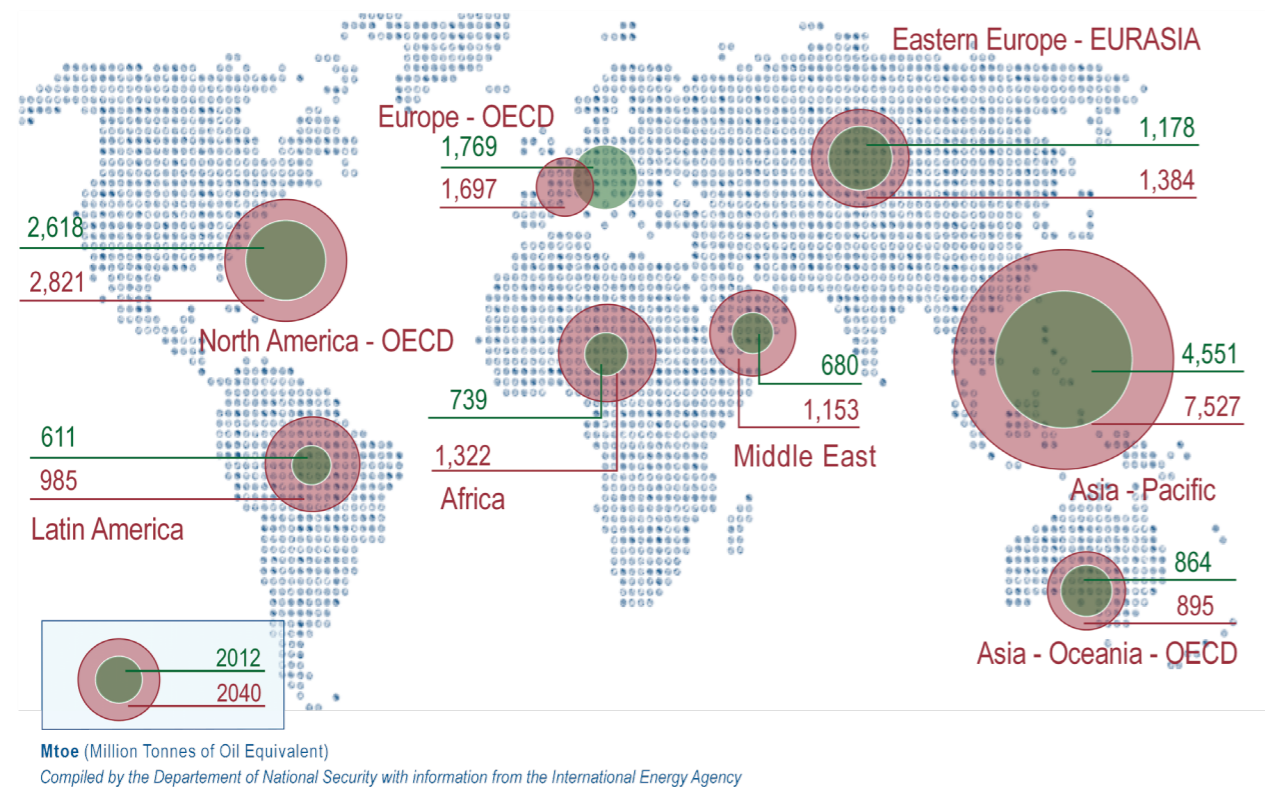 Eastern Europe - EURASIA
1,178
1,384
Europe - OECD
1,769
1,697
2,618
2,821
North America - OECD
4,551
7,527
Asia - Pacific
680
1,153
Middle East
739
1,322
Africa
611
985
Latin America
864
895
Asia - Oceania - OECD
2012
2040
Mtoe (Million Tonnes of Oil Equivalent)
Compiled by the Departement of National Security with information from the International Energy Agency